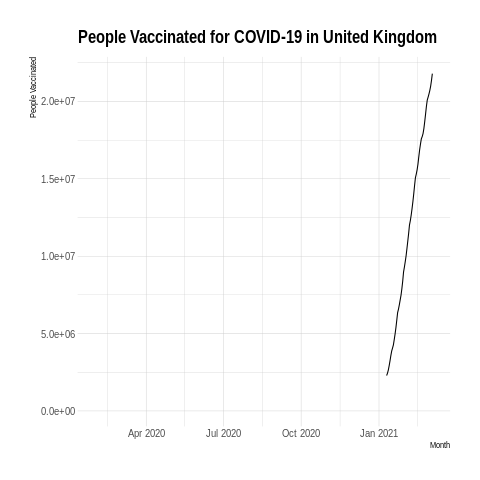 People Vaccinated for COVID-19 in United Kingdom
People Vaccinated
2.0e+07
1.5e+07
1.0e+07
5.0e+06
0.0e+00
Apr 2020 Jul 2020 Oct 2020 Jan 2021
Month